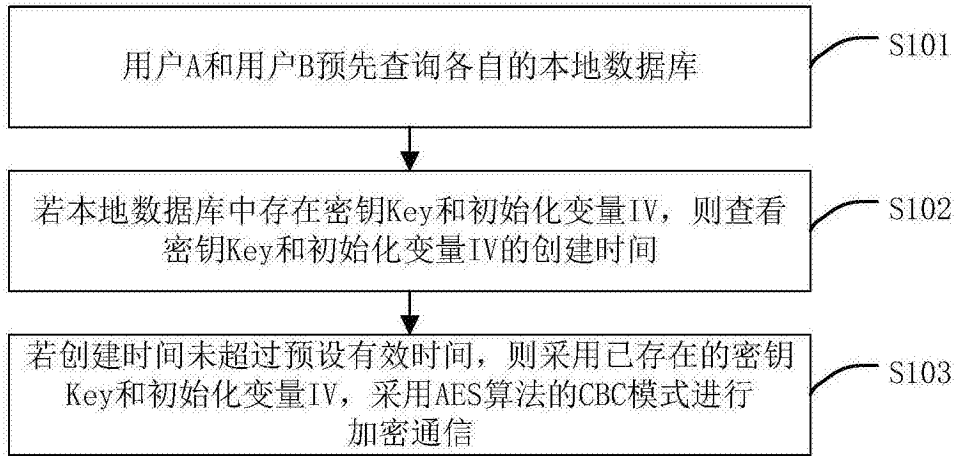 用户A和用户B预先查询各自的本地数据库
S101
若本地数据库中存在密钥Key和初始化变量IV，则查看
密钥Key和初始化变量IV的创建时间
S102
若创建时间未超过预设有效时间，则采用已存在的密钥
Key和初始化变量IV，采用AES算法的CBC模式进行
加密通信
S103